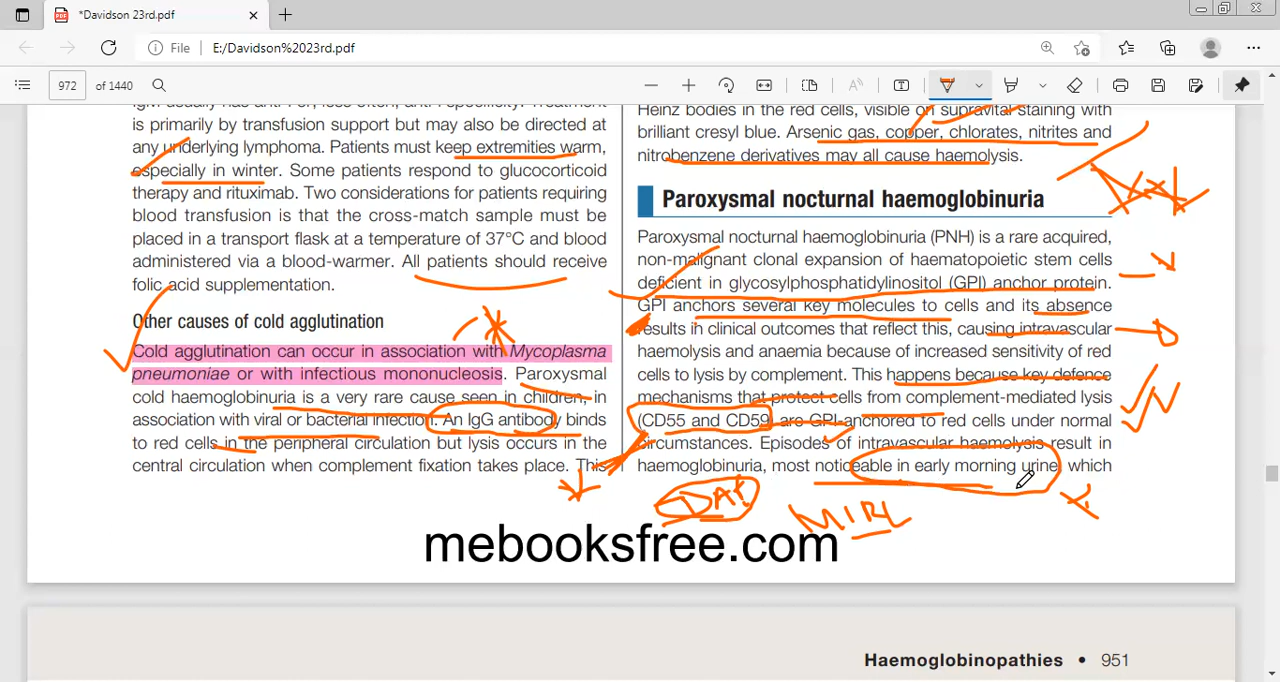 *Davidson 23rd.pdf
File
E:/Davidson%2023rd.pdf
972 of 1440
any underlying lymphoma. Patients must keep extremities warm,
is primarily by transfusion support but may also be directed at
especially in winter. Some patients respond to glucocorticoid
therapy and rituximab. Two considerations for patients requiring
blood transfusion is that the cross-match sample must be
placed in a transport flask at a temperature of 37°C and blood
administered via a blood-warmer. All patients should receive
folic acid supplementation.
Other causes of cold agglutination
Cold agglutination can occur in association with Mycoplasma
pneumoniae or with infectious mononucleosis. Paroxysmal
cold haemoglobinuria is a very rare cause seen in children, in
association with viral or bacterial infection. An IgG antibody binds
to red cells in the peripheral circulation but lysis occurs in the
central circulation when complement fixation takes place. This
Heinz bodies in the red cells, visible on supravital staining with
brilliant cresyl blue. Arsenic gas, copper, chlorates, nitrites and
nitrobenzene derivatives may all cause haemolysis.
Paroxysmal nocturnal haemoglobinuria
Paroxysmal nocturnal haemoglobinuria (PNH) is a rare acquired,
non-malignant clonal expansion of haematopoietic stem cells
deficient in glycosylphosphatidylinositol (GPI) anchor protein.
GPI anchors several key molecules to cells and its absence
results in clinical outcomes that reflect this, causing intravascular
haemolysis and anaemia because of increased sensitivity of red
cells to lysis by complement. This happens because key defence
mechanisms that protect cells from complement-mediated lysis
(CD55 and CD59) are GPI-anchored to red cells under normal
circumstances. Episodes of intravascular haemolysis result in
haemoglobinuria, most noticeable in early morning urine, which
MIRL
mebooksfree.com
Haemoglobinopathies • 951